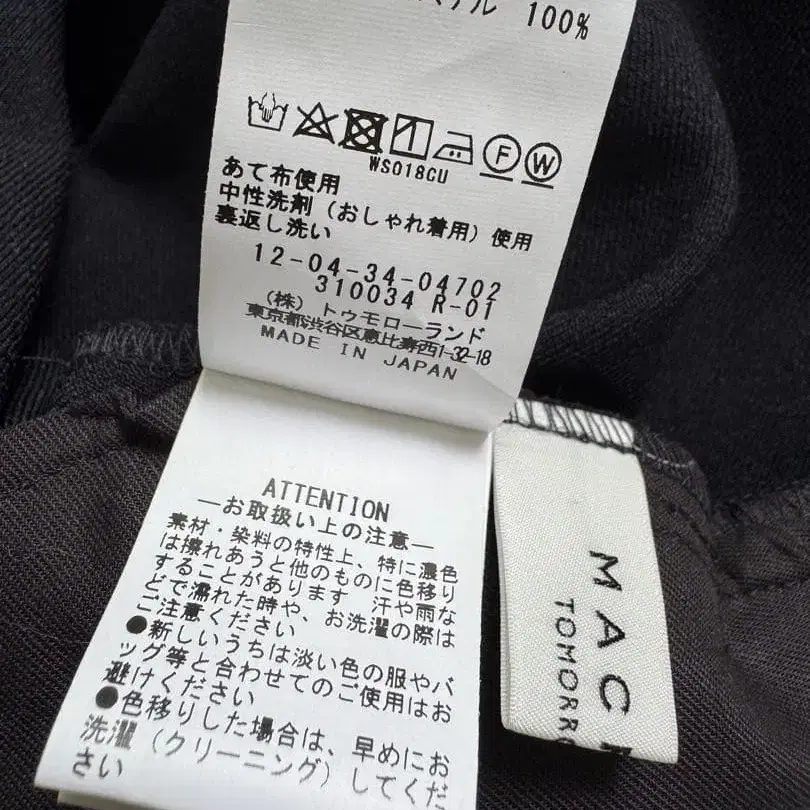 100%
F W
WS018CU
あて布使用
中性洗剤（おしゃれ着用）使用
裏返し洗い
12-04-34-04702
310034 R-01
（株）トゥモローランド
東京都渋谷区恵比寿西1-32-18
MADE IN JAPAN
ATTENTION
―お取扱い上の注意―
素材・染料の特性上、特に濃色
は擦れあうと他のものに色移り
することがあります 汗や雨な
どで濡れた時や、お洗濯の際は
ご注意ください
●新しいうちは淡い色の服やバ
ッグ等と合わせてのご使用はお
避けください
●色移りした場合は、早めにお
洗濯（クリーニング）してくだ
さい
MAC
TOMORR